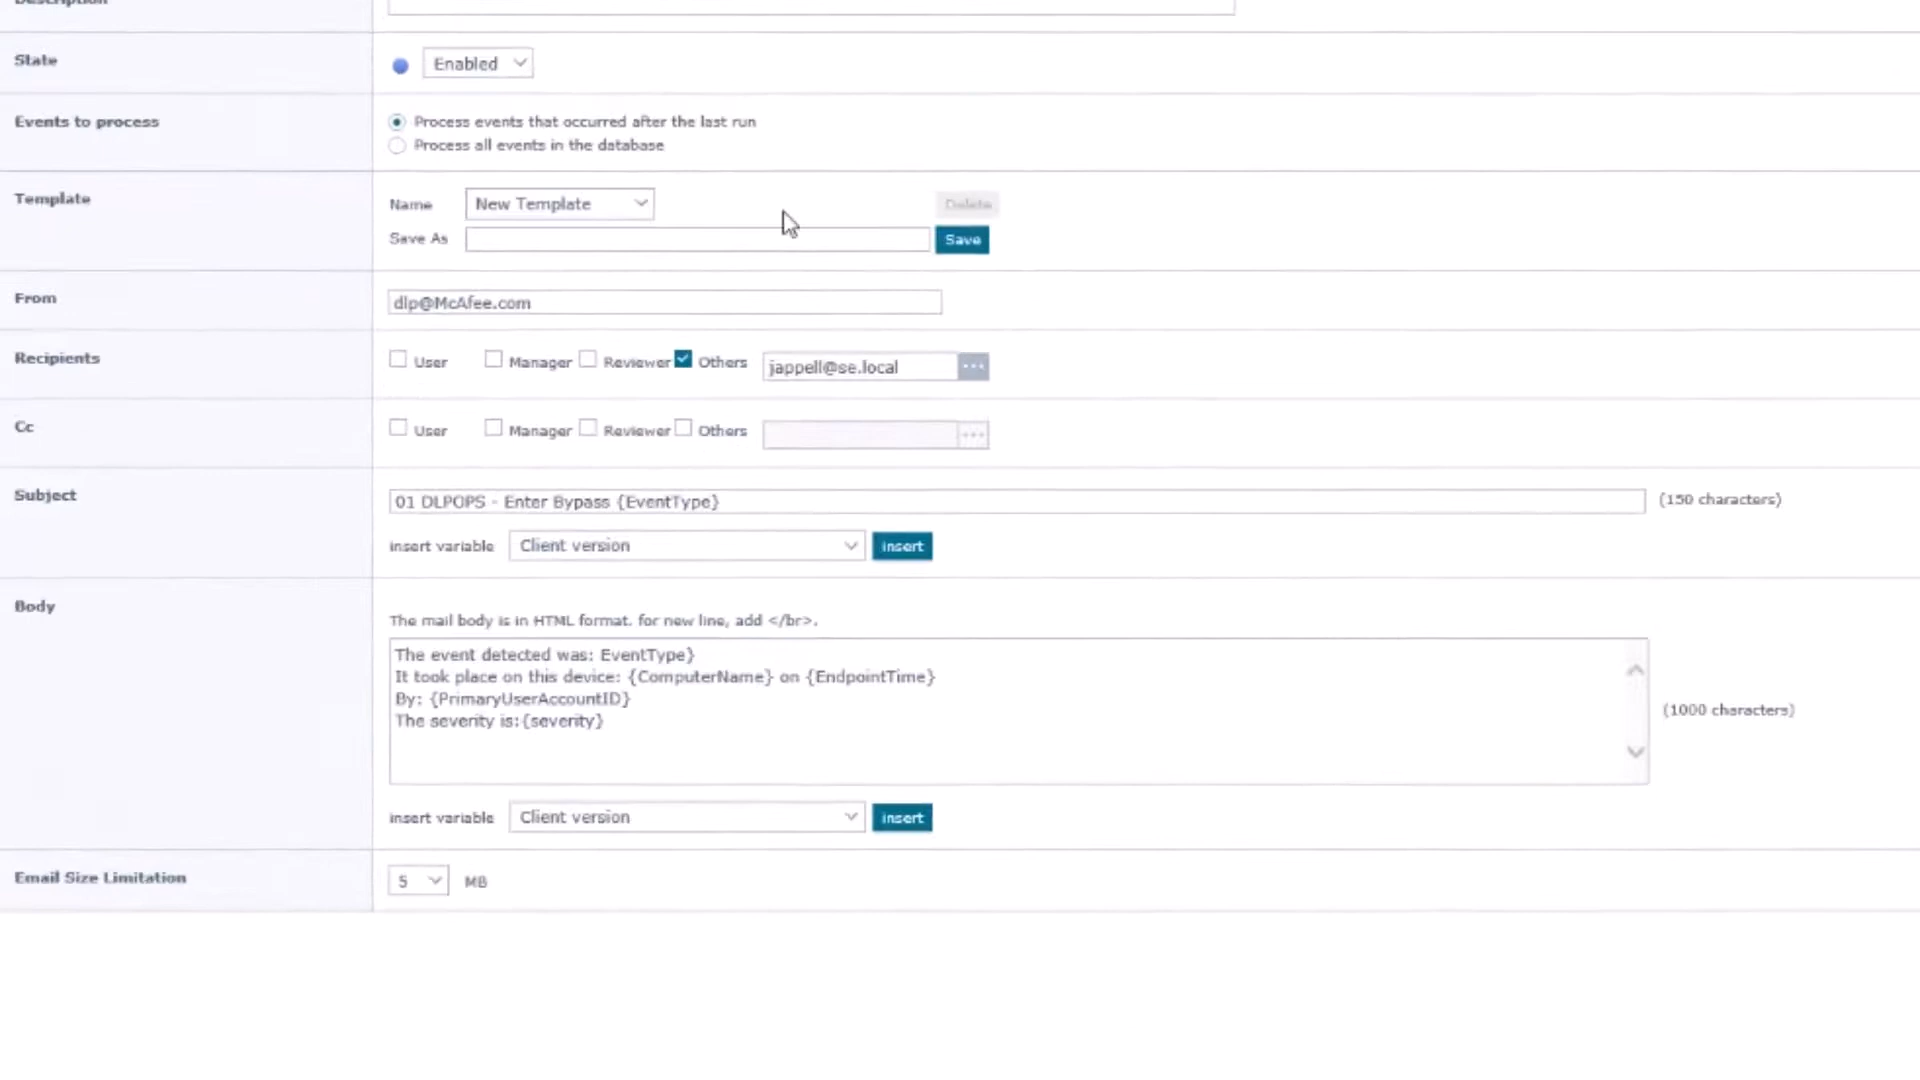 Description
State
Enabled
Events to process
Process events that occurred after the last run
Process all events in the database
Template
Name New Template Delete
Save As Save
From
dlp@McAfee.com
Recipients
User Manager Reviewer Others jappell@se.local ...
Cc
User Manager Reviewer Others ...
Subject
01 DLPOPS - Enter Bypass {EventType} (150 characters)
insert variable Client version insert
Body
The mail body is in HTML format. for new line, add </br>.
The event detected was: EventType}
It took place on this device: {ComputerName} on {EndpointTime}
By: {PrimaryUserAccountID}
The severity is:{severity}
(1000 characters)
insert variable Client version insert
Email Size Limitation
5 MB